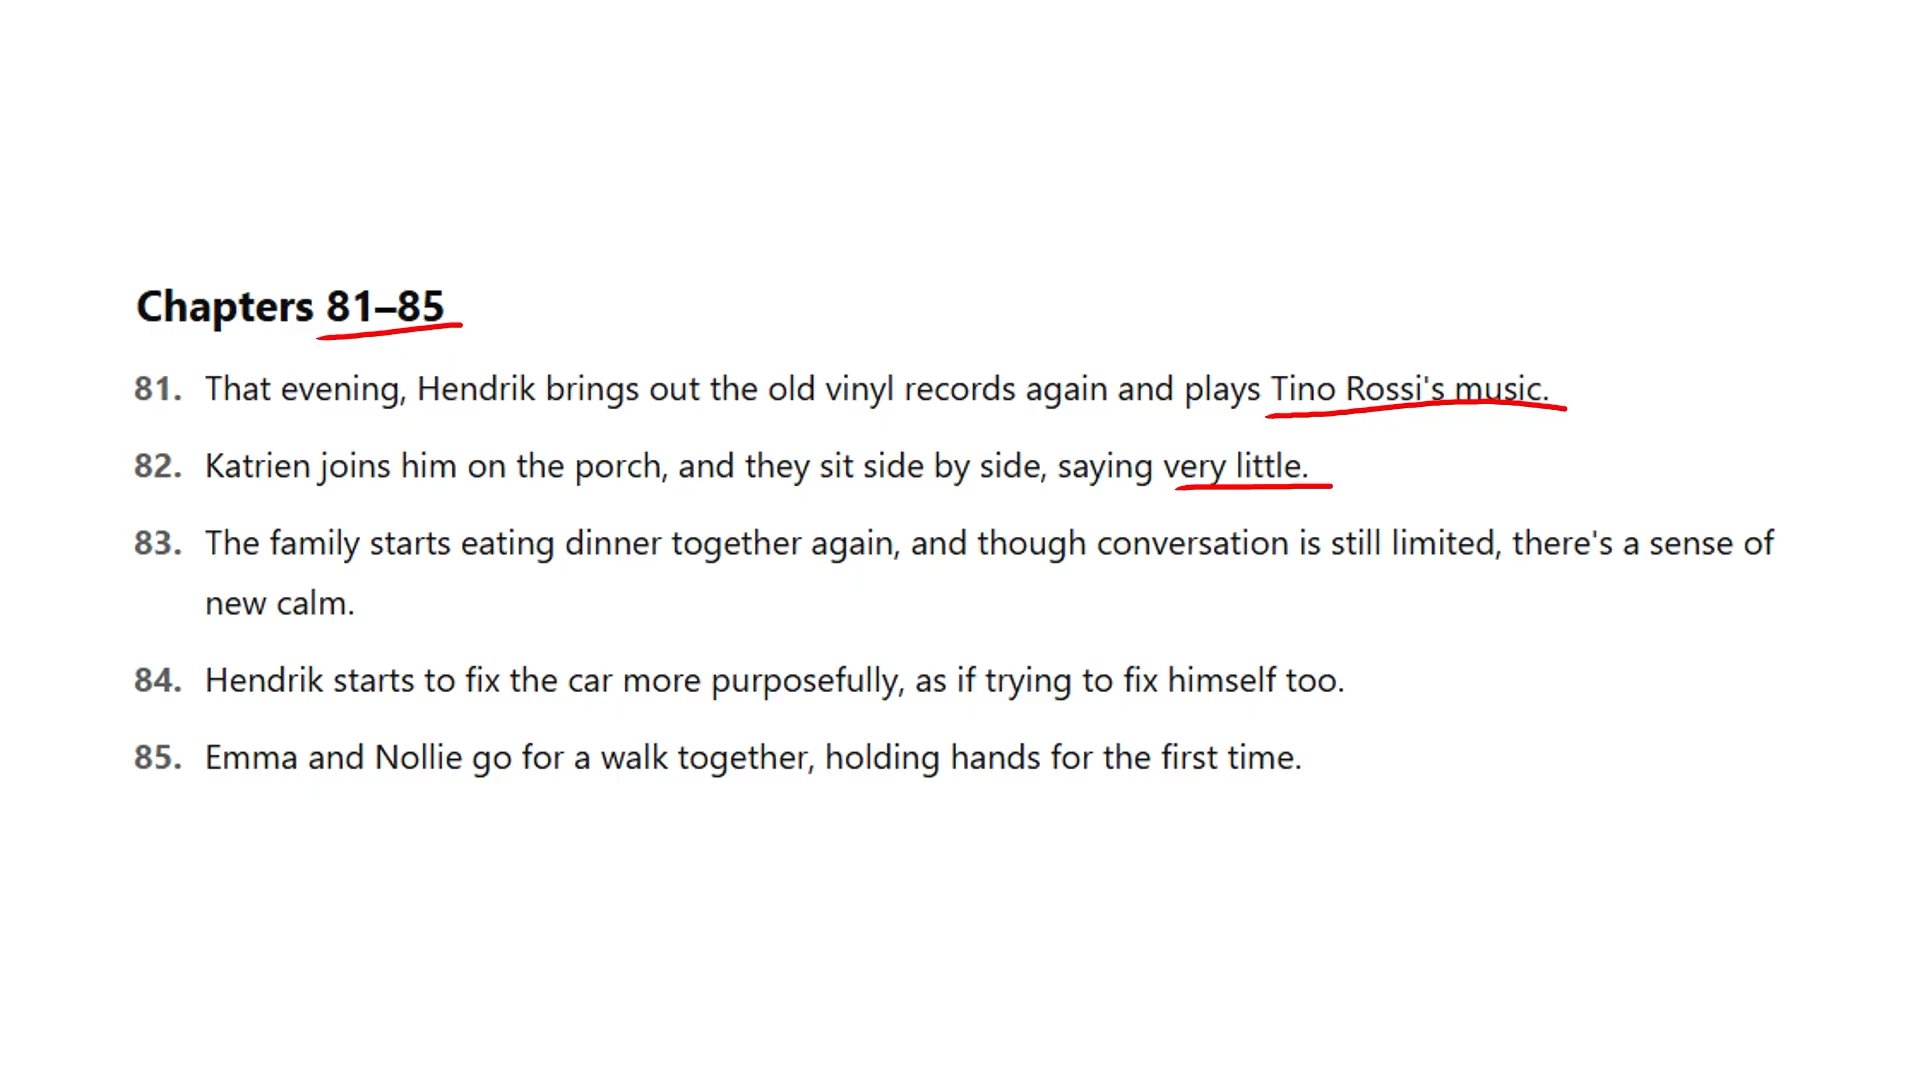 Chapters 81–85
81. That evening, Hendrik brings out the old vinyl records again and plays Tino Rossi's music.
82. Katrien joins him on the porch, and they sit side by side, saying very little.
83. The family starts eating dinner together again, and though conversation is still limited, there's a sense of
new calm.
84. Hendrik starts to fix the car more purposefully, as if trying to fix himself too.
85. Emma and Nollie go for a walk together, holding hands for the first time.